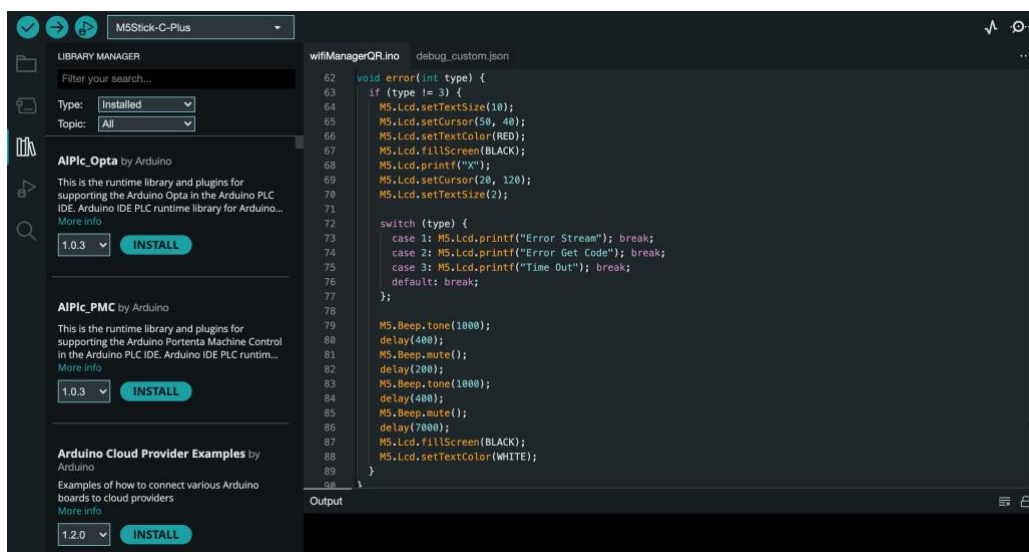 M5Stick-C-Plus
LIBRARY MANAGER
Filter your search...
Type: Installed
Topic: All
AlPlc_Opta by Arduino
This is the runtime library and plugins for
supporting the Arduino Opta in the Arduino PLC
IDE. Arduino IDE PLC runtime library for Arduino...
More info
1.0.3 INSTALL
AlPlc_PMC by Arduino
This is the runtime library and plugins for
supporting the Arduino Portenta Machine Control
in the Arduino PLC IDE. Arduino IDE PLC runtim...
More info
1.0.3 INSTALL
Arduino Cloud Provider Examples by
Arduino
Examples of how to connect various Arduino
boards to cloud providers
More info
1.2.0 INSTALL
wifiManagerQR.ino debug_custom.json
62 void error(int type) {
63 if (type != 3) {
64 M5.Lcd.setTextSize(10);
65 M5.Lcd.setCursor(50, 40);
66 M5.Lcd.setTextColor(RED);
67 M5.Lcd.fillScreen(BLACK);
68 M5.Lcd.printf("X");
69 M5.Lcd.setCursor(20, 120);
70 M5.Lcd.setTextSize(2);
71
72 switch (type) {
73 case 1: M5.Lcd.printf("Error Stream"); break;
74 case 2: M5.Lcd.printf("Error Get Code"); break;
75 case 3: M5.Lcd.printf("Time Out"); break;
76 default: break;
77 };
78
79 M5.Beep.tone(1000);
80 delay(400);
81 M5.Beep.mute();
82 delay(200);
83 M5.Beep.tone(1000);
84 delay(400);
85 M5.Beep.mute();
86 delay(7000);
87 M5.Lcd.fillScreen(BLACK);
88 M5.Lcd.setTextColor(WHITE);
89 }
90 }
Output